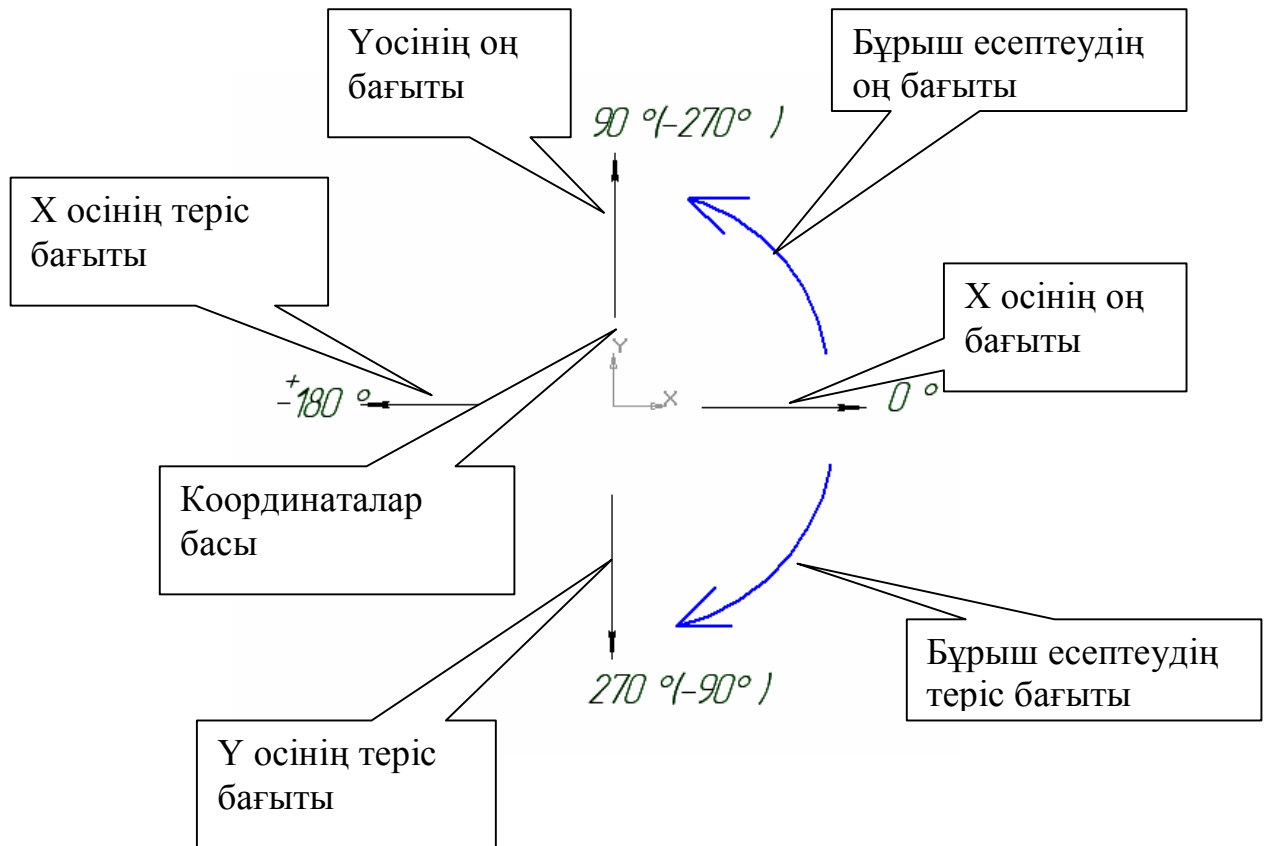 Yосінің оң
бағыты
Бұрыш есептеудің
оң бағыты
90 °(-270° )
X осінің теріс
бағыты
X осінің оң
бағыты
Y
X
+
-180 °
0 °
Координаталар
басы
270 °(-90° )
Бұрыш есептеудің
теріс бағыты
Y осінің теріс
бағыты